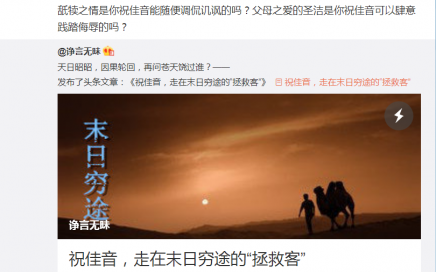 舐犊之情是你祝佳音能随便调侃讥讽的吗？父母之爱的圣洁是你祝佳音可以肆意
践踏侮辱的吗？
@诤言无昧
天日昭昭，因果轮回，再问苍天饶过谁？——
发布了头条文章：《祝佳音，走在末日穷途的“拯救客”》 祝佳音，走在末日穷途的“拯救客”
末日穷途
诤言无昧
祝佳音，走在末日穷途的“拯救客”